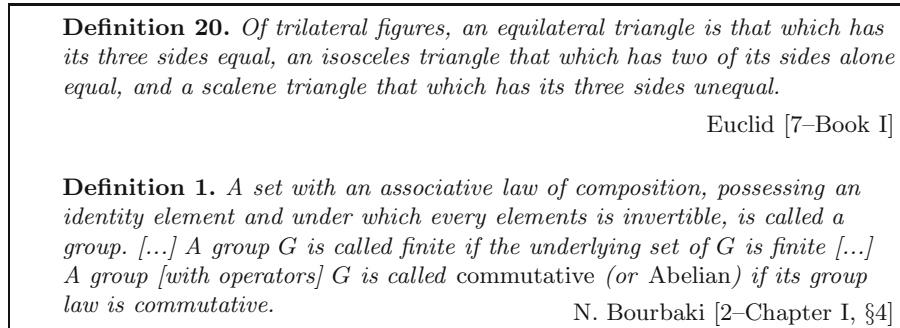 Definition 20. Of trilateral figures, an equilateral triangle is that which has
its three sides equal, an isosceles triangle that which has two of its sides alone
equal, and a scalene triangle that which has its three sides unequal.
Euclid [7–Book I]
Definition 1. A set with an associative law of composition, possessing an
identity element and under which every elements is invertible, is called a
group. [...] A group G is called finite if the underlying set of G is finite [...]
A group [with operators] G is called commutative (or Abelian) if its group
law is commutative.
N. Bourbaki [2–Chapter I, §4]